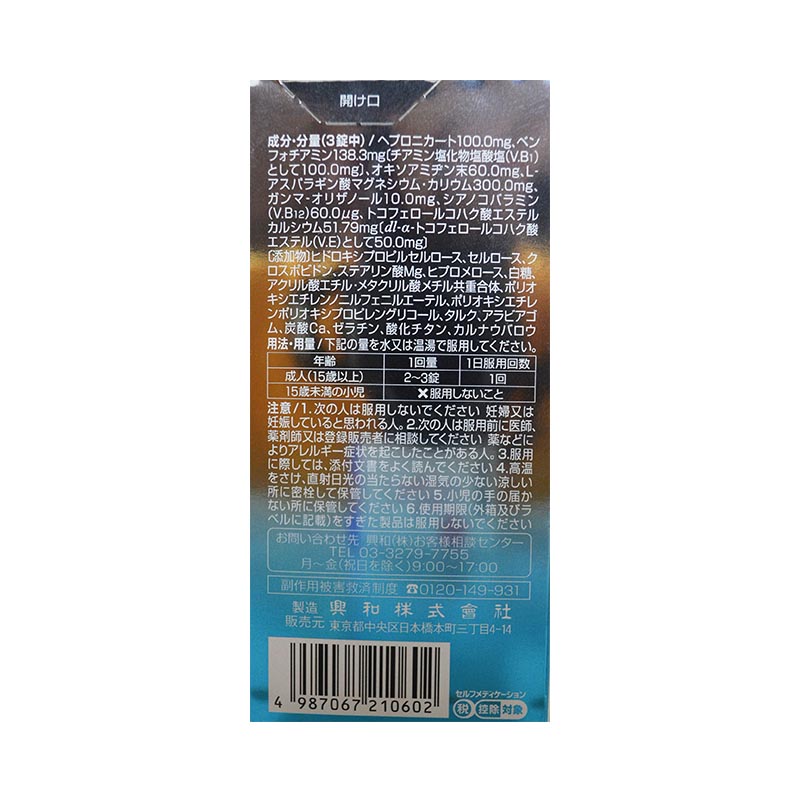 開け口
成分・分量(3錠中)/ヘプロニカート100.0mg、ベン
フォチアミン138.3mg〔チアミン塩化物塩酸塩(V.B1)
として100.0mg〕、オキソアミヂン末60.0mg、L-
アスパラギン酸マグネシウム・カリウム300.0mg、
ガンマ-オリザノール10.0mg、シアノコバラミン
(V.B12)60.0μg、トコフェロールコハク酸エステル
カルシウム51.79mg〔dl-α-トコフェロールコハク酸
エステル(V.E)として50.0mg〕
〔添加物〕ヒドロキシプロピルセルロース、セルロース、ク
ロスポビドン、ステアリン酸Mg、ヒプロメロース、白糖、
アクリル酸エチル・メタクリル酸メチル共重合体、ポリオ
キシエチレンノニルフェニルエーテル、ポリオキシエチレ
ンポリオキシプロピレングリコール、タルク、アラビアゴ
ム、炭酸Ca、ゼラチン、酸化チタン、カルナウバロウ
用法・用量/下記の量を水又は温湯で服用してください。
年齢 1回量 1日服用回数
成人(15歳以上) 2~3錠 1回
15歳未満の小児 ✖服用しないこと
注意/1.次の人は服用しないでください 妊婦又は
妊娠していると思われる人。2.次の人は服用前に医師、
薬剤師又は登録販売者に相談してください 薬などに
よりアレルギー症状を起こしたことがある人。3.服用
に際しては、添付文書をよく読んでください 4.高温
をさけ、直射日光の当たらない湿気の少ない涼しい
所に密栓して保管してください 5.小児の手の届か
ない所に保管してください 6.使用期限(外箱及びラ
ベルに記載)をすぎた製品は服用しないでください
お問い合わせ先 興和(株)お客様相談センター
TEL 03-3279-7755
月~金(祝日を除く)9:00~17:00
副作用被害救済制度 ☎0120-149-931
製造 興和株式会社
販売元 東京都中央区日本橋本町三丁目4-14
4 987067 210602
セルフメディケーション
税 控除 対象